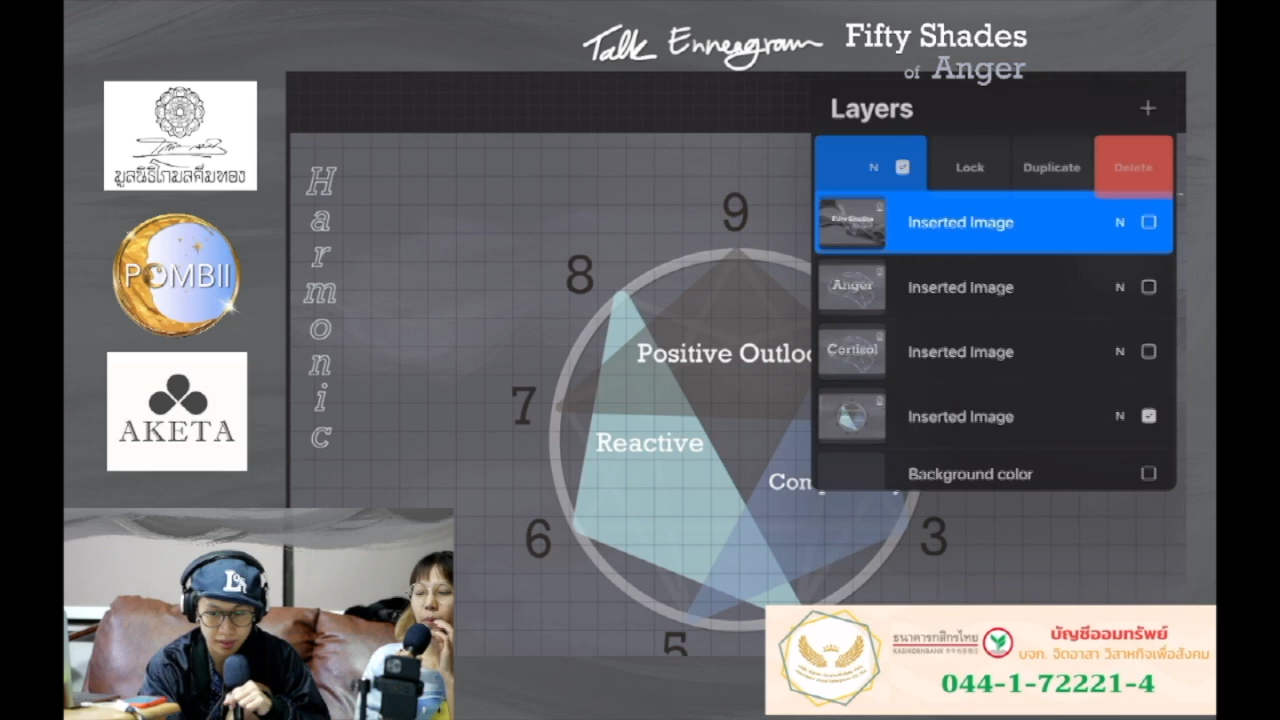 Talk Enneagram
Fifty Shades
of Anger
มูลนิธิโกมลคีมทอง
POMBII
AKETA
Harmonic
9
8
7
6
5
3
Positive Outloo
Reactive
Com
Layers
N
Lock
Duplicate
Delete
Fifty Shades
Inserted Image
N
Anger
Inserted Image
N
Cortisol
Inserted Image
N
Inserted Image
N
Background color
ธนาคารกสิกรไทย
KASIKORNBANK
บัญชีออมทรัพย์
บจก. จิตอาสา วิสาหกิจเพื่อสังคม
044-1-72221-4